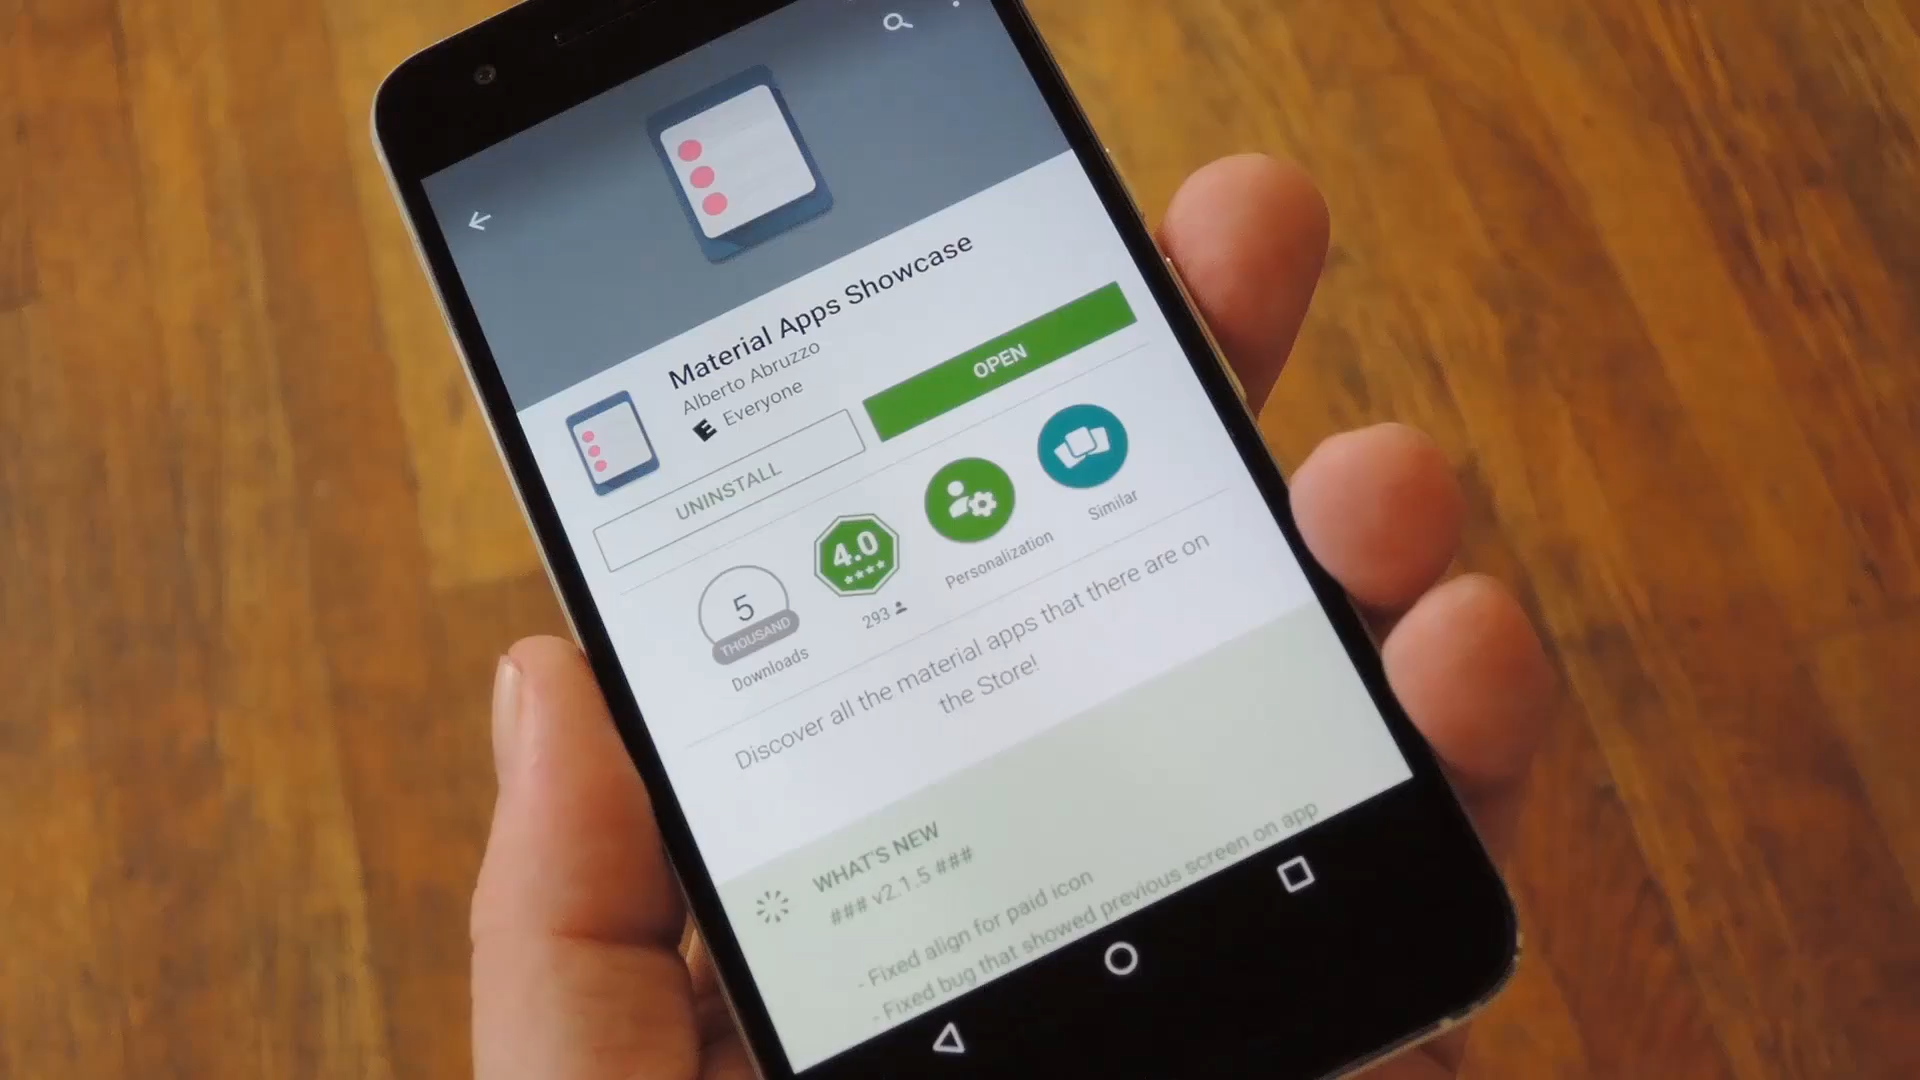 Material Apps Showcase
Alberto Abruzzo
E Everyone
UNINSTALL
OPEN
5
THOUSAND
Downloads
4.0
293
Personalization
Similar
Discover all the material apps that there are on
the Store!
WHAT'S NEW
### v2.1.5 ###
- Fixed align for paid icon
- Fixed bug that showed previous screen on app